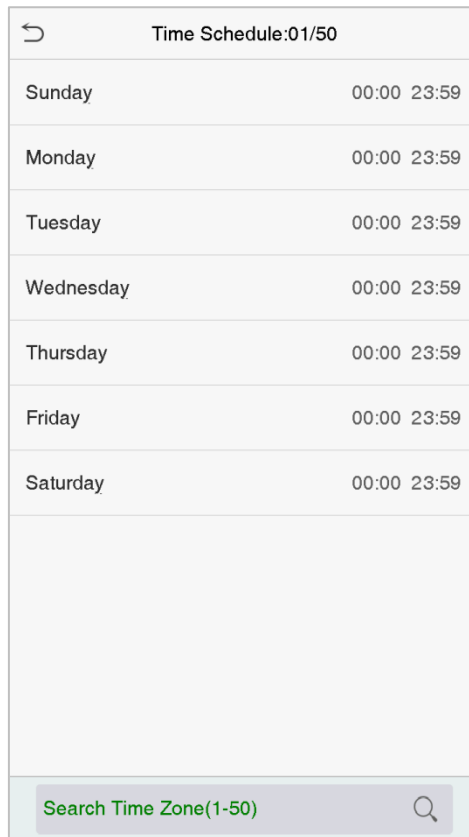 Time Schedule:01/50
Sunday 00:00 23:59
Monday 00:00 23:59
Tuesday 00:00 23:59
Wednesday 00:00 23:59
Thursday 00:00 23:59
Friday 00:00 23:59
Saturday 00:00 23:59
Search Time Zone(1-50)